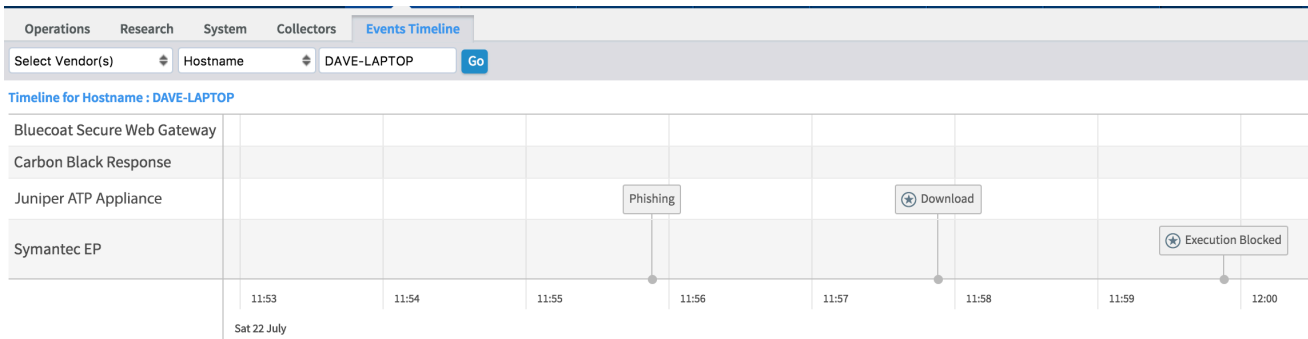 Operations Research System Collectors Events Timeline
Select Vendor(s) Hostname DAVE-LAPTOP Go
Timeline for Hostname : DAVE-LAPTOP
Bluecoat Secure Web Gateway
Carbon Black Response
Juniper ATP Appliance Phishing Download
Symantec EP Execution Blocked
11:53 11:54 11:55 11:56 11:57 11:58 11:59 12:00
Sat 22 July